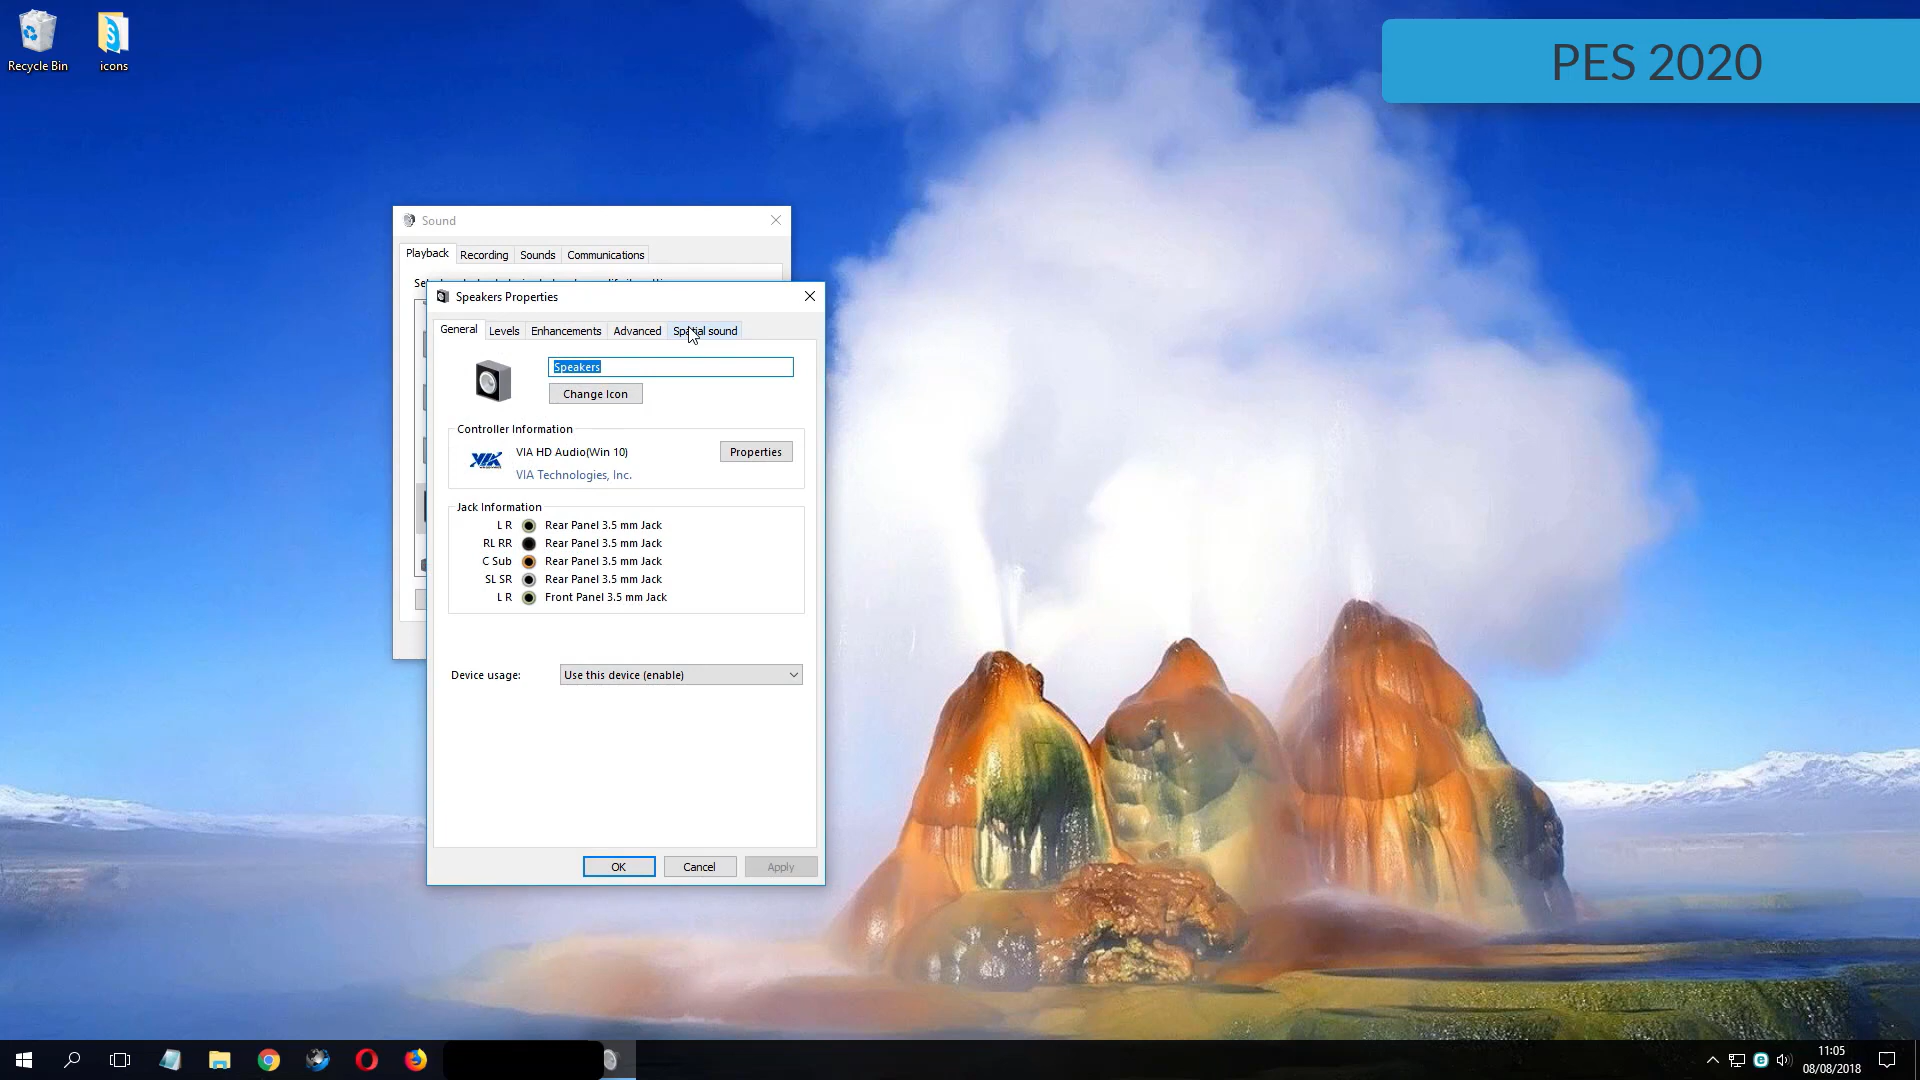 Recycle Bin
icons
PES 2020
Sound
Playback
Recording
Sounds
Communications
Speakers Properties
General
Levels
Enhancements
Advanced
Spatial sound
Speakers
Change Icon
Controller Information
VIA HD Audio(Win 10)
Properties
VIA Technologies, Inc.
Jack Information
L R Rear Panel 3.5 mm Jack
RL RR Rear Panel 3.5 mm Jack
C Sub Rear Panel 3.5 mm Jack
SL SR Rear Panel 3.5 mm Jack
L R Front Panel 3.5 mm Jack
Device usage: Use this device (enable)
OK
Cancel
Apply
11:05
08/08/2018